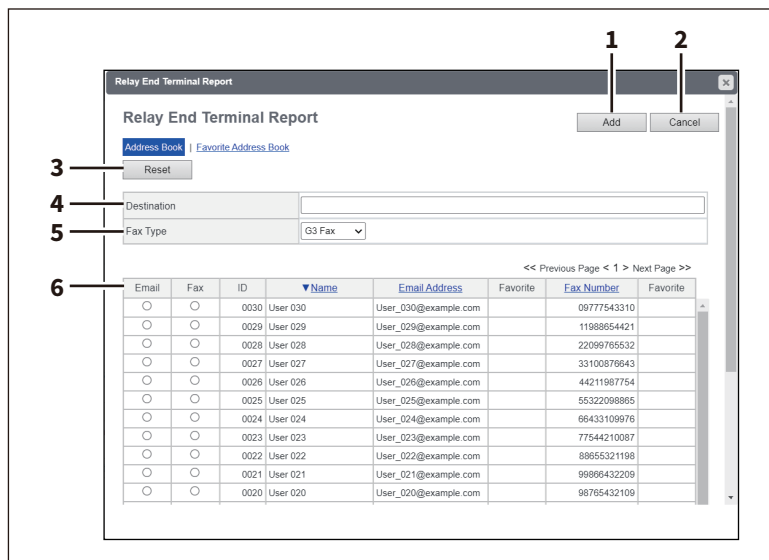 1 2
Relay End Terminal Report
Relay End Terminal Report
Add Cancel
Address Book | Favorite Address Book
3 Reset
4 Destination
5 Fax Type G3 Fax
<< Previous Page < 1 > Next Page >>
6 Email Fax ID ▼Name Email Address Favorite Fax Number Favorite
0030 User 030 User_030@example.com 09777543310
0029 User 029 User_029@example.com 11988654421
0028 User 028 User_028@example.com 22099765532
0027 User 027 User_027@example.com 33100876643
0026 User 026 User_026@example.com 44211987754
0025 User 025 User_025@example.com 55322098865
0024 User 024 User_024@example.com 66433109976
0023 User 023 User_023@example.com 77544210087
0022 User 022 User_022@example.com 88655321198
0021 User 021 User_021@example.com 99866432209
0020 User 020 User_020@example.com 98765432109